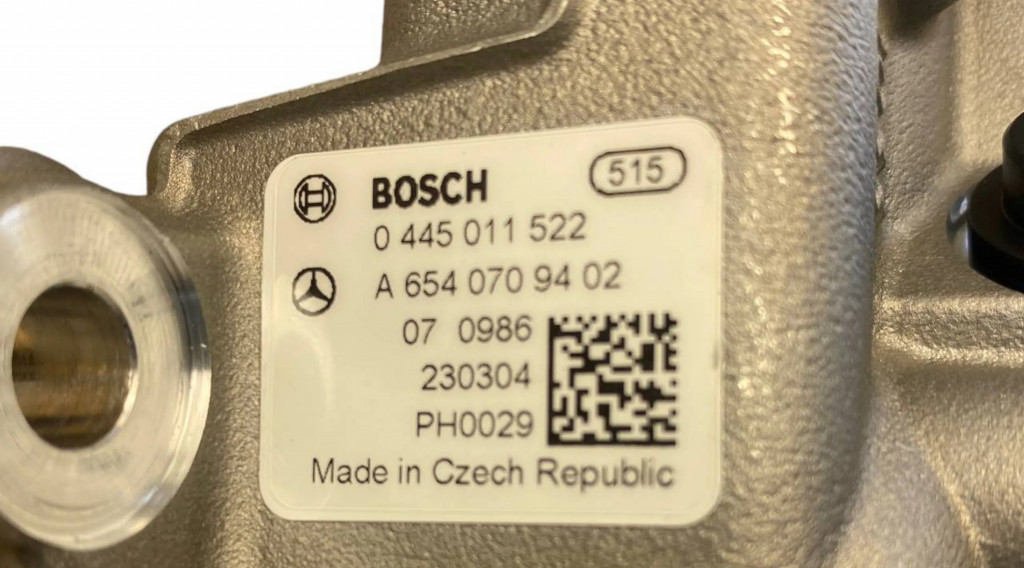 BOSCH 515
0 445 011 522
A 654 070 94 02
07 0986
230304
PH0029
Made in Czech Republic